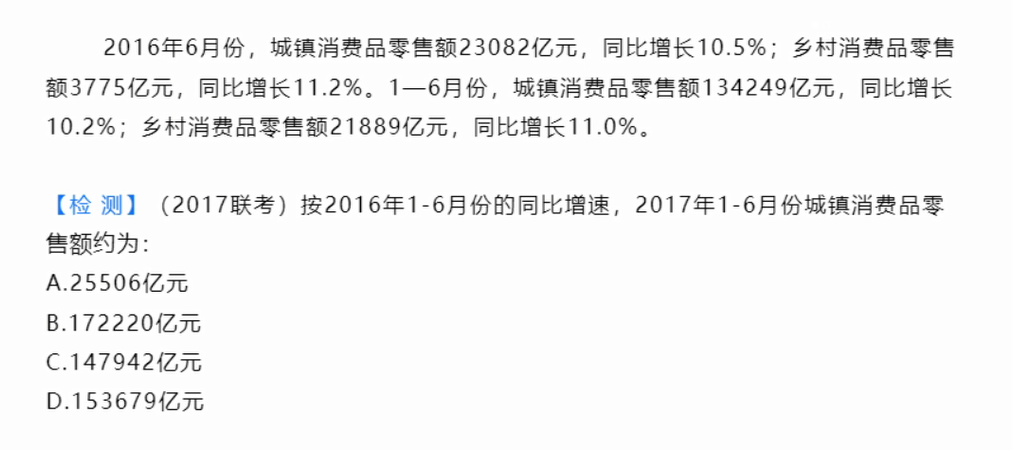 2016年6月份，城镇消费品零售额23082亿元，同比增长10.5%；乡村消费品零售
额3775亿元，同比增长11.2%。1—6月份，城镇消费品零售额134249亿元，同比增长
10.2%；乡村消费品零售额21889亿元，同比增长11.0%。
【检 测】（2017联考）按2016年1-6月份的同比增速，2017年1-6月份城镇消费品零
售额约为：
A.25506亿元
B.172220亿元
C.147942亿元
D.153679亿元